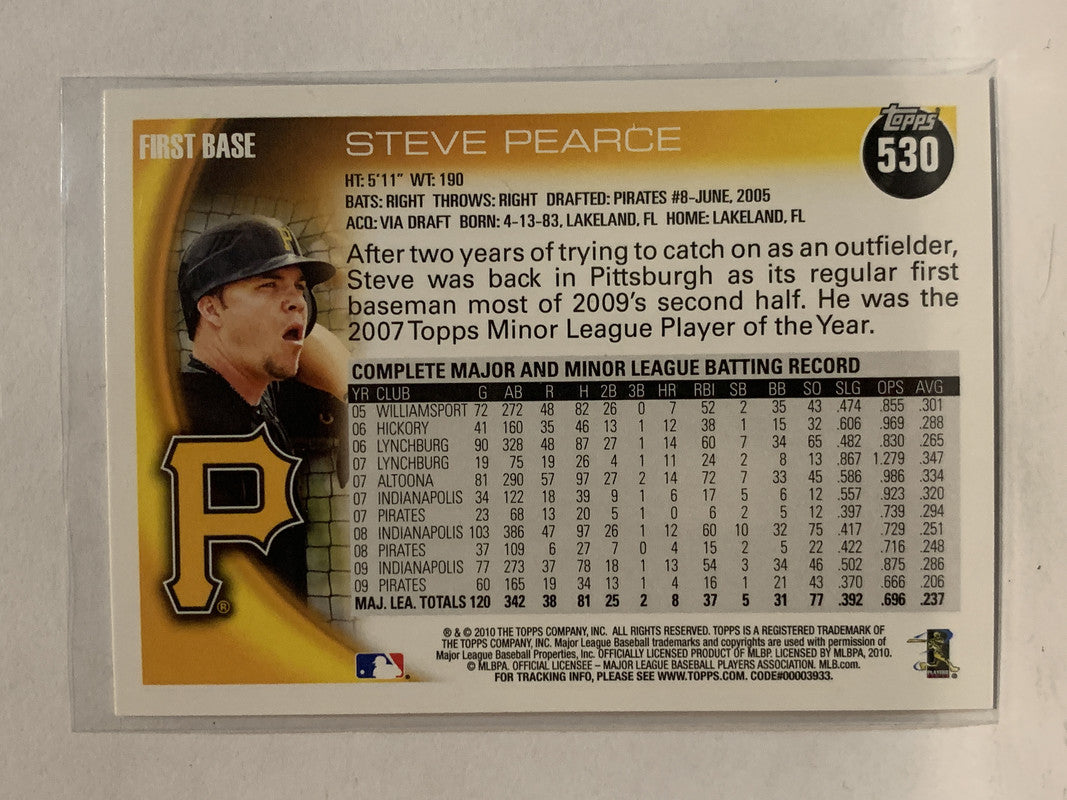 FIRST BASE
STEVE PEARCE
Topps
530
HT: 5'11" WT: 190
BATS: RIGHT THROWS: RIGHT DRAFTED: PIRATES #8-JUNE, 2005
ACQ: VIA DRAFT BORN: 4-13-83, LAKELAND, FL HOME: LAKELAND, FL
After two years of trying to catch on as an outfielder,
Steve was back in Pittsburgh as its regular first
baseman most of 2009's second half. He was the
2007 Topps Minor League Player of the Year.
COMPLETE MAJOR AND MINOR LEAGUE BATTING RECORD
YR CLUB G AB R H 2B 3B HR RBI SB BB SO SLG OPS AVG
05 WILLIAMSPORT 72 272 48 82 26 0 7 52 2 35 43 .474 .855 .301
06 HICKORY 41 160 35 46 13 1 12 38 1 15 32 .606 .969 .288
06 LYNCHBURG 90 328 48 87 27 1 14 60 7 34 65 .482 .830 .265
07 LYNCHBURG 19 75 19 26 4 1 11 24 2 8 13 .867 1.279 .347
07 ALTOONA 81 290 57 97 27 2 14 72 7 33 45 .586 .986 .334
07 INDIANAPOLIS 34 122 18 39 9 1 6 17 5 6 12 .557 .923 .320
07 PIRATES 23 68 13 20 5 1 0 6 2 5 12 .397 .739 .294
08 INDIANAPOLIS 103 386 47 97 26 1 12 60 10 32 75 .417 .729 .251
08 PIRATES 37 109 6 27 7 0 4 15 2 5 22 .422 .716 .248
09 INDIANAPOLIS 77 273 37 78 18 1 13 54 3 34 46 .502 .875 .286
09 PIRATES 60 165 19 34 13 1 4 16 1 21 43 .370 .666 .206
MAJ. LEA. TOTALS 120 342 38 81 25 2 8 37 5 31 77 .392 .696 .237
P
P®
® & © 2010 THE TOPPS COMPANY, INC. ALL RIGHTS RESERVED. TOPPS IS A REGISTERED TRADEMARK OF
THE TOPPS COMPANY, INC. Major League Baseball trademarks and copyrights are used with permission of
Major League Baseball Properties, Inc. OFFICIALLY LICENSED PRODUCT OF MLBP. LICENSED BY MLBPA, 2010.
© MLBPA. OFFICIAL LICENSEE – MAJOR LEAGUE BASEBALL PLAYERS ASSOCIATION. MLB.com.
FOR TRACKING INFO, PLEASE SEE WWW.TOPPS.COM. CODE#00003933.